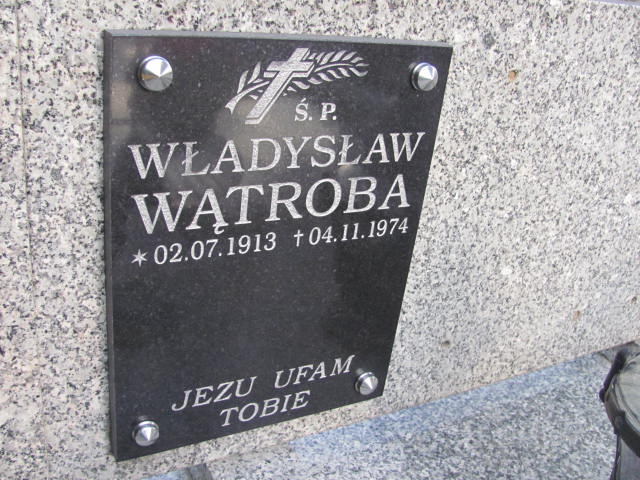 Ś. P.
WŁADYSŁAW
WĄTROBA
*02.07.1913 †04.11.1974
JEZU UFAM
TOBIE